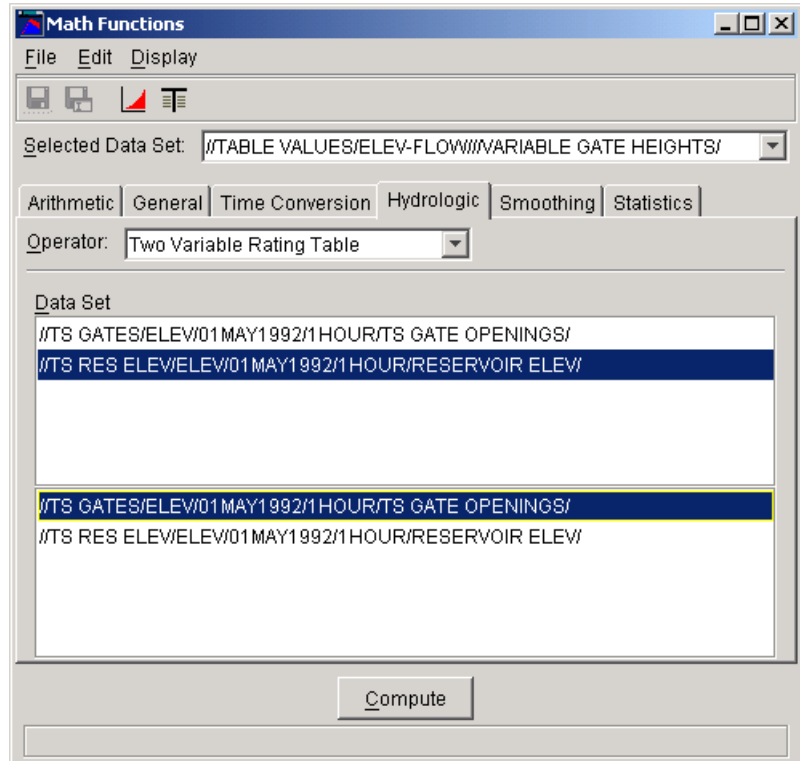 Math Functions
File Edit Display
Selected Data Set: //TABLE VALUES/ELEV-FLOW///VARIABLE GATE HEIGHTS/
Arithmetic General Time Conversion Hydrologic Smoothing Statistics
Operator: Two Variable Rating Table
Data Set
//TS GATES/ELEV/01MAY1992/1HOUR/TS GATE OPENINGS/
//TS RES ELEV/ELEV/01MAY1992/1HOUR/RESERVOIR ELEV/
//TS GATES/ELEV/01MAY1992/1HOUR/TS GATE OPENINGS/
//TS RES ELEV/ELEV/01MAY1992/1HOUR/RESERVOIR ELEV/
Compute